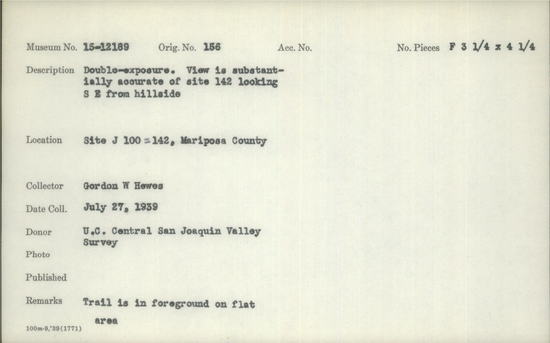 Museum No. 15-12189 Orig. No. 156 Acc. No. No. Pieces F 3 1/4 x 4 1/4
Description Double-exposure. View is substant-
ially accurate of site 142 looking
S E from hillside
Location Site J 100 =142, Mariposa County
Collector Gordon W Hewes
Date Coll. July 27, 1939
Donor U.C. Central San Joaquin Valley
Survey
Photo
Published
Remarks Trail is in foreground on flat
area
100m-9,'39(1771)